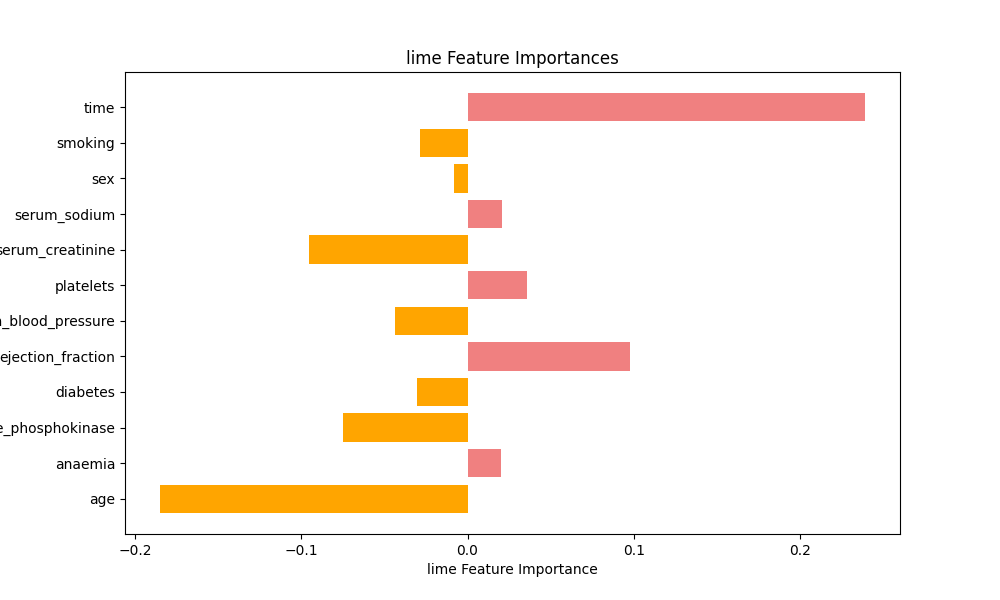 lime Feature Importances
time
smoking
sex
serum_sodium
serum_creatinine
platelets
_blood_pressure
ejection_fraction
diabetes
_phosphokinase
anaemia
age
−0.2 −0.1 0.0 0.1 0.2
lime Feature Importance